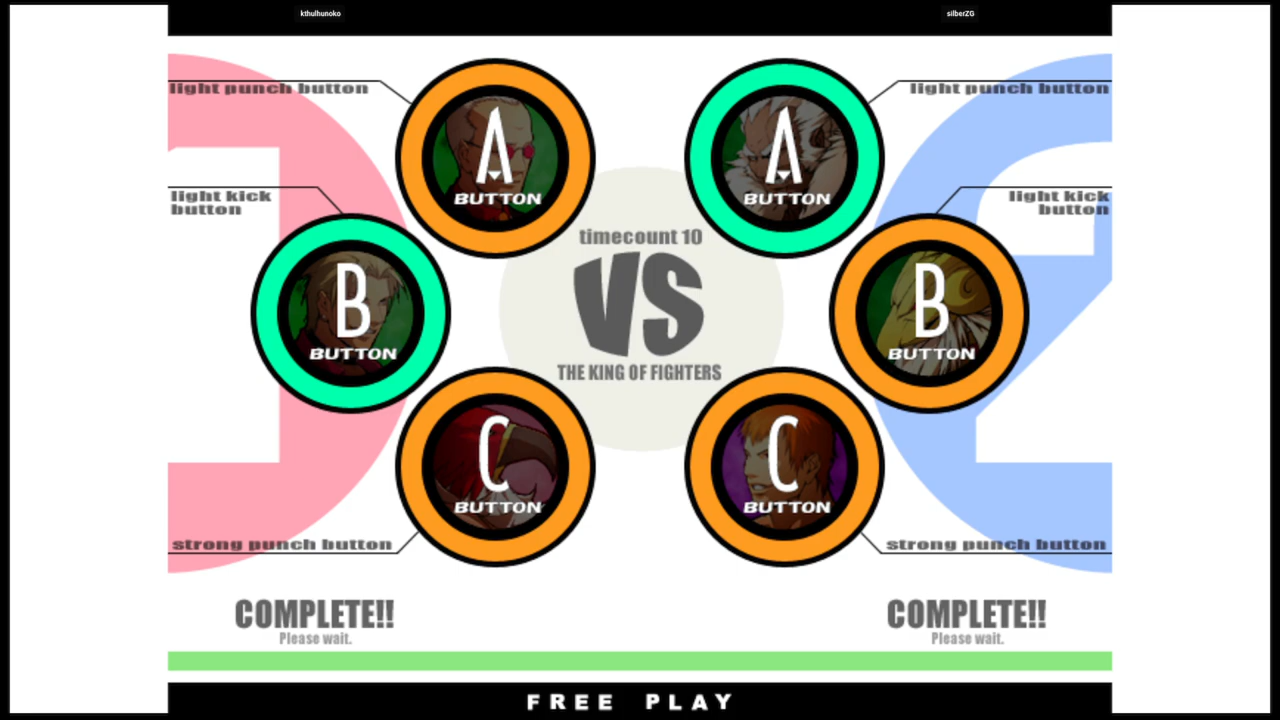 kthulhunoko
silberZG
light punch button
A
BUTTON
A
BUTTON
light punch button
light kick
button
light kick
button
timecount 10
VS
THE KING OF FIGHTERS
B
BUTTON
B
BUTTON
C
BUTTON
C
BUTTON
strong punch button
strong punch button
COMPLETE!!
Please wait.
COMPLETE!!
Please wait.
FREE PLAY
1
2